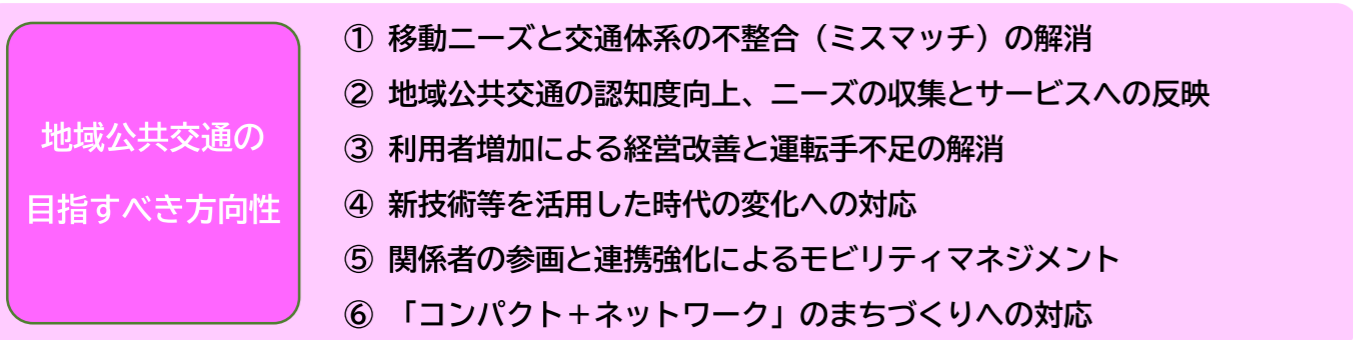 地域公共交通の
目指すべき方向性
① 移動ニーズと交通体系の不整合（ミスマッチ）の解消
② 地域公共交通の認知度向上、ニーズの収集とサービスへの反映
③ 利用者増加による経営改善と運転手不足の解消
④ 新技術等を活用した時代の変化への対応
⑤ 関係者の参画と連携強化によるモビリティマネジメント
⑥ 「コンパクト＋ネットワーク」のまちづくりへの対応